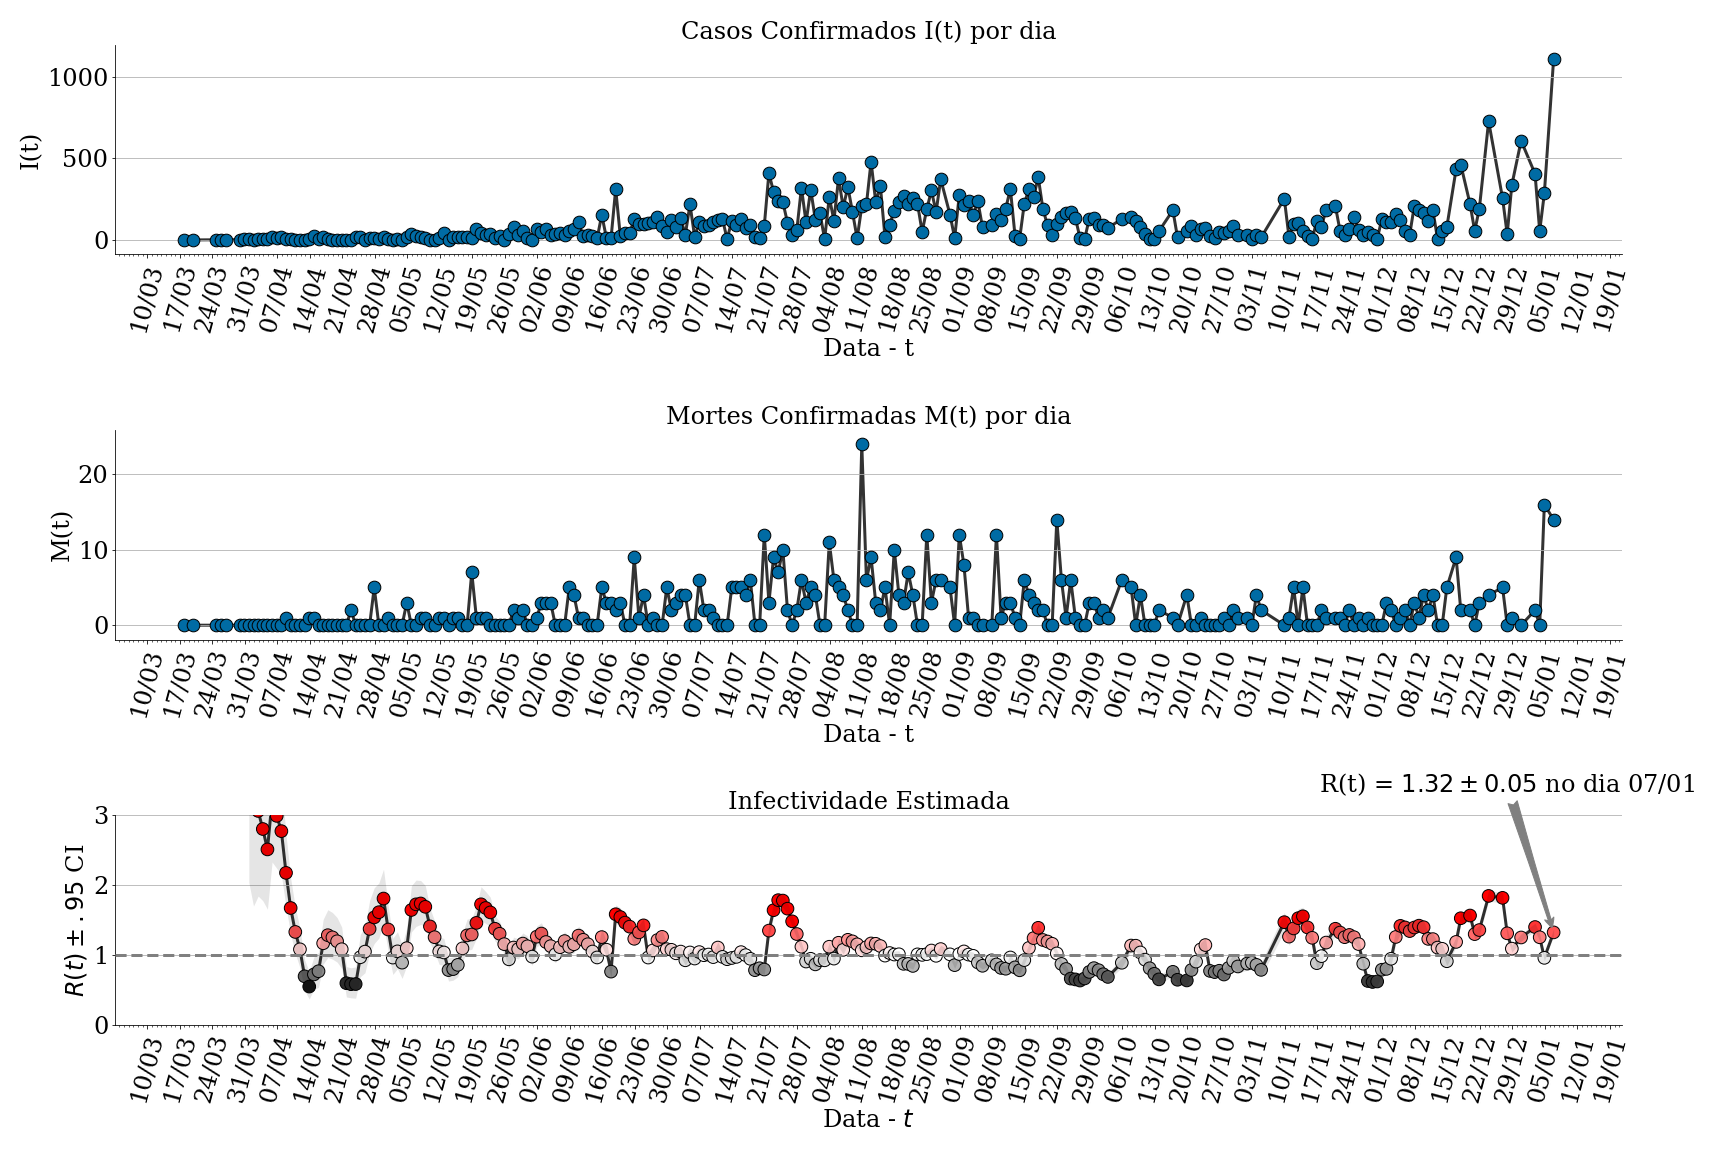 Casos Confirmados I(t) por dia
1000
500
0
I(t)
10/03 17/03 24/03 31/03 07/04 14/04 21/04 28/04 05/05 12/05 19/05 26/05 02/06 09/06 16/06 23/06 30/06 07/07 14/07 21/07 28/07 04/08 11/08 18/08 25/08 01/09 08/09 15/09 22/09 29/09 06/10 13/10 20/10 27/10 03/11 10/11 17/11 24/11 01/12 08/12 15/12 22/12 29/12 05/01 12/01 19/01
Data - t
Mortes Confirmadas M(t) por dia
20
10
0
M(t)
10/03 17/03 24/03 31/03 07/04 14/04 21/04 28/04 05/05 12/05 19/05 26/05 02/06 09/06 16/06 23/06 30/06 07/07 14/07 21/07 28/07 04/08 11/08 18/08 25/08 01/09 08/09 15/09 22/09 29/09 06/10 13/10 20/10 27/10 03/11 10/11 17/11 24/11 01/12 08/12 15/12 22/12 29/12 05/01 12/01 19/01
Data - t
R(t) = 1.32 ± 0.05 no dia 07/01
Infectividade Estimada
3
2
1
0
R(t) ± .95 CI
10/03 17/03 24/03 31/03 07/04 14/04 21/04 28/04 05/05 12/05 19/05 26/05 02/06 09/06 16/06 23/06 30/06 07/07 14/07 21/07 28/07 04/08 11/08 18/08 25/08 01/09 08/09 15/09 22/09 29/09 06/10 13/10 20/10 27/10 03/11 10/11 17/11 24/11 01/12 08/12 15/12 22/12 29/12 05/01 12/01 19/01
Data - t